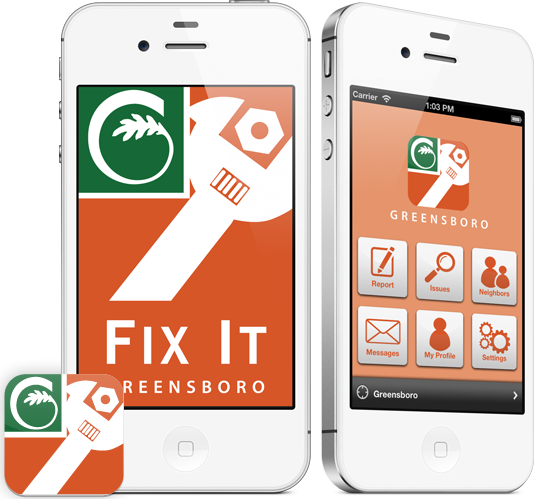 FIX IT
GREENSBORO
Carrier 1:03 PM
GREENSBORO
Report Issues Neighbors
Messages My Profile Settings
Greensboro